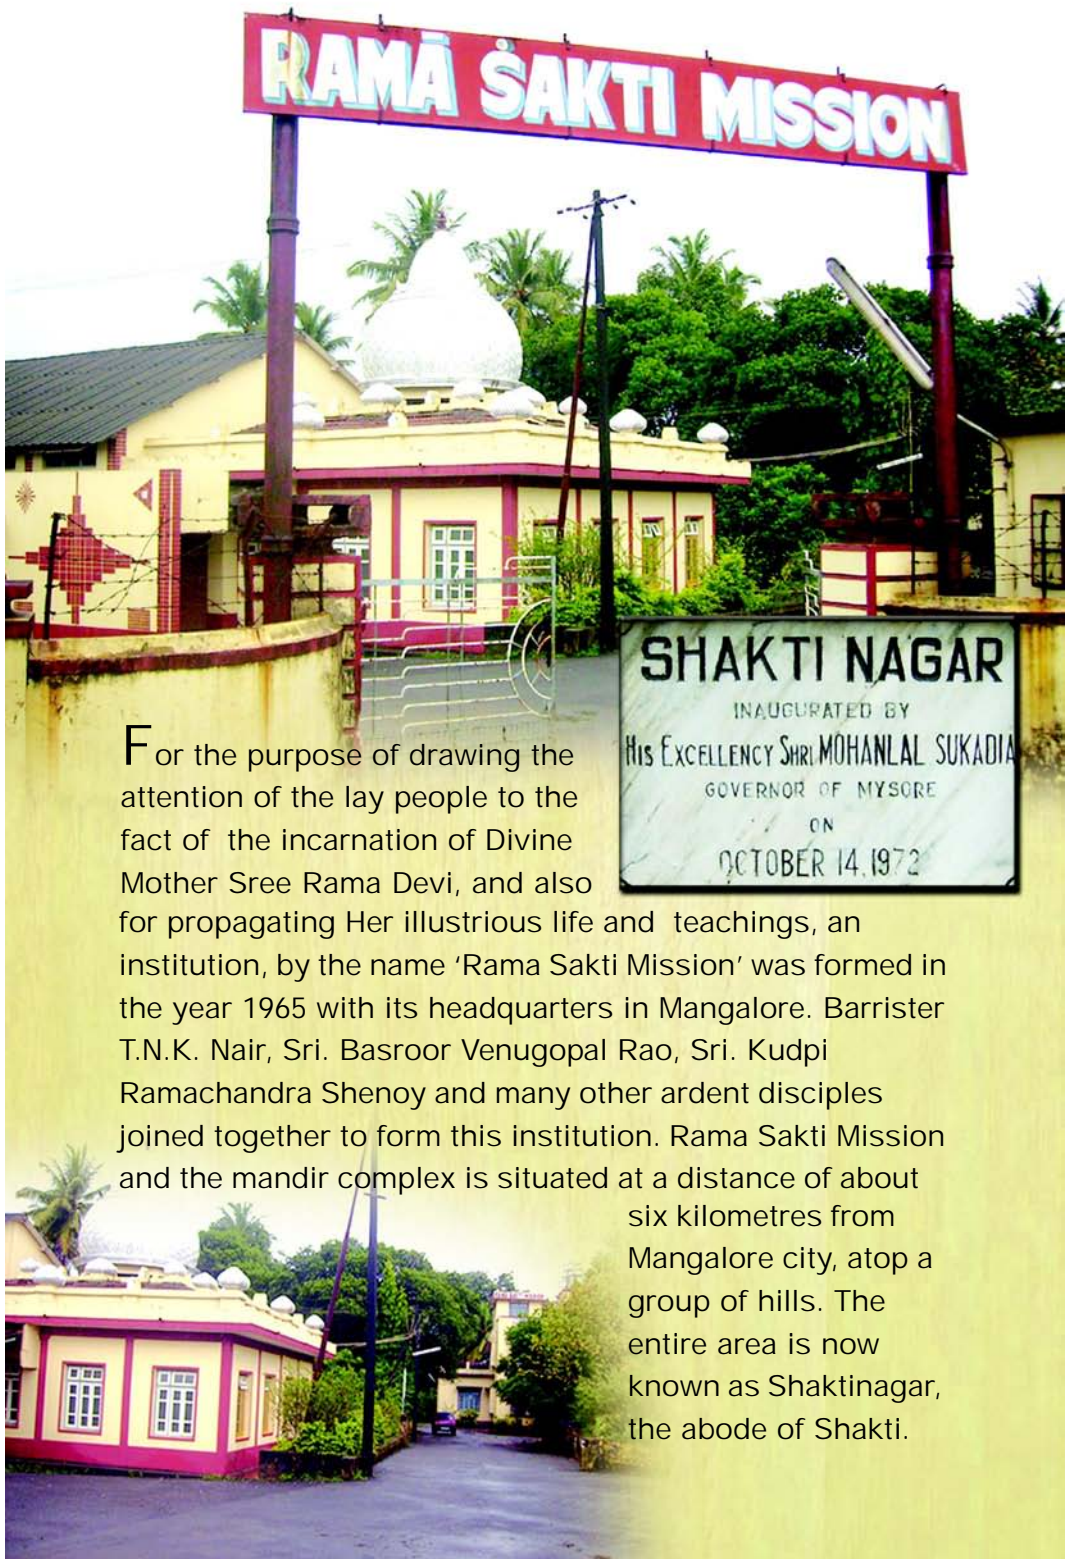 RAMĀ ŚAKTI MISSION
SHAKTI NAGAR
INAUGURATED BY
HIS EXCELLENCY SHRI MOHANLAL SUKADIA
GOVERNOR OF MYSORE
ON
OCTOBER 14, 1972
For the purpose of drawing the
attention of the lay people to the
fact of the incarnation of Divine
Mother Sree Rama Devi, and also
for propagating Her illustrious life and teachings, an
institution, by the name ‘Rama Sakti Mission’ was formed in
the year 1965 with its headquarters in Mangalore. Barrister
T.N.K. Nair, Sri. Basroor Venugopal Rao, Sri. Kudpi
Ramachandra Shenoy and many other ardent disciples
joined together to form this institution. Rama Sakti Mission
and the mandir complex is situated at a distance of about
six kilometres from
Mangalore city, atop a
group of hills. The
entire area is now
known as Shaktinagar,
the abode of Shakti.